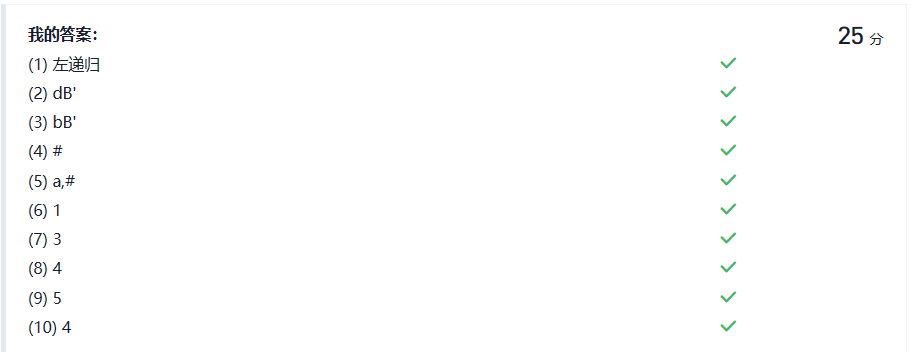 我的答案：
25 分
(1) 左递归
(2) dB'
(3) bB'
(4) #
(5) a,#
(6) 1
(7) 3
(8) 4
(9) 5
(10) 4